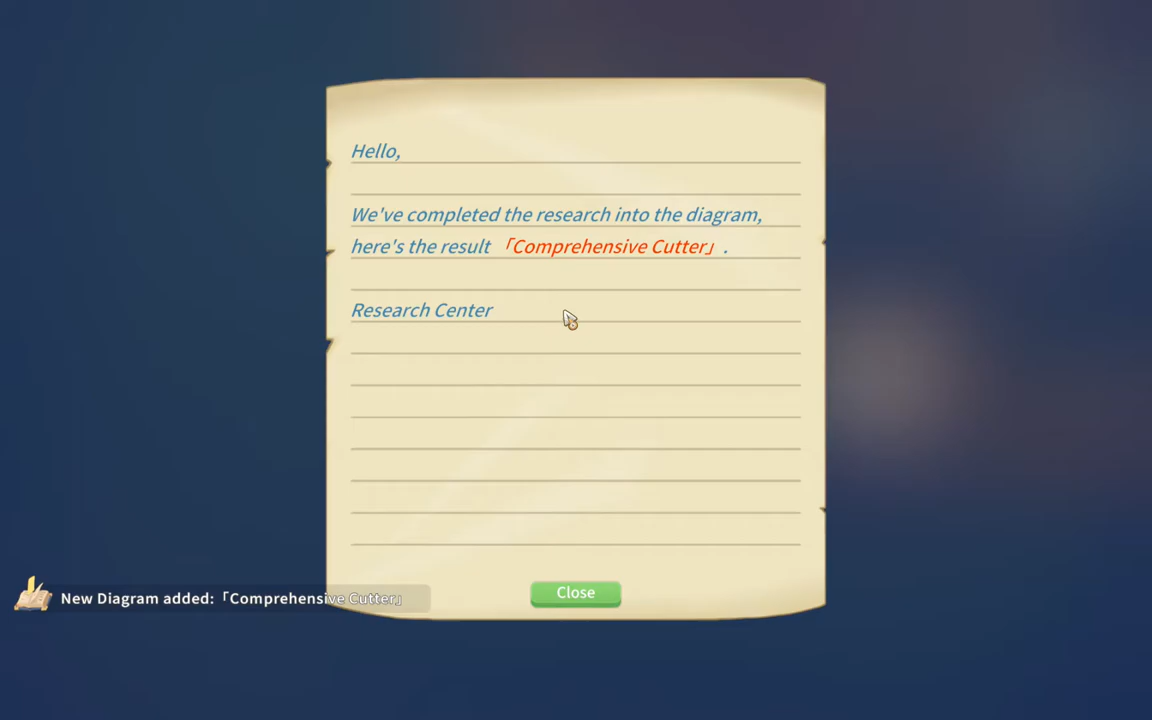 Hello,
We've completed the research into the diagram,
here's the result 「Comprehensive Cutter」 .
Research Center
New Diagram added:「Comprehensive Cutter」
Close